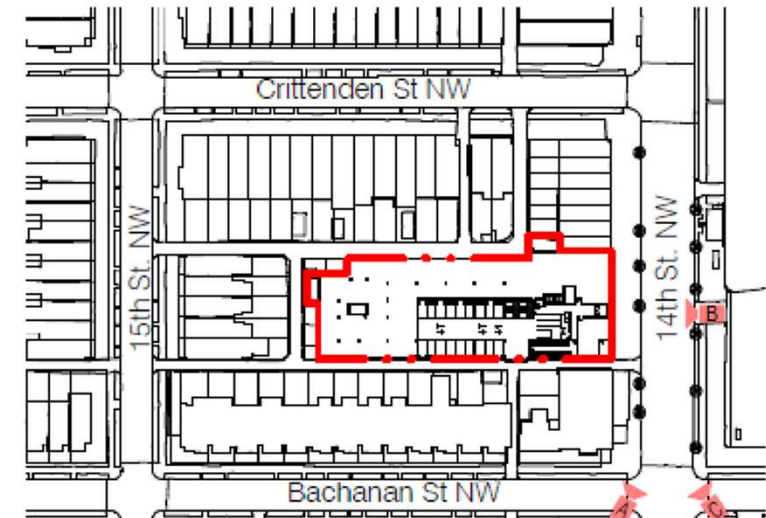 Crittenden St NW
15th St. NW
14th St. NW
B
Bachanan St NW
A
C